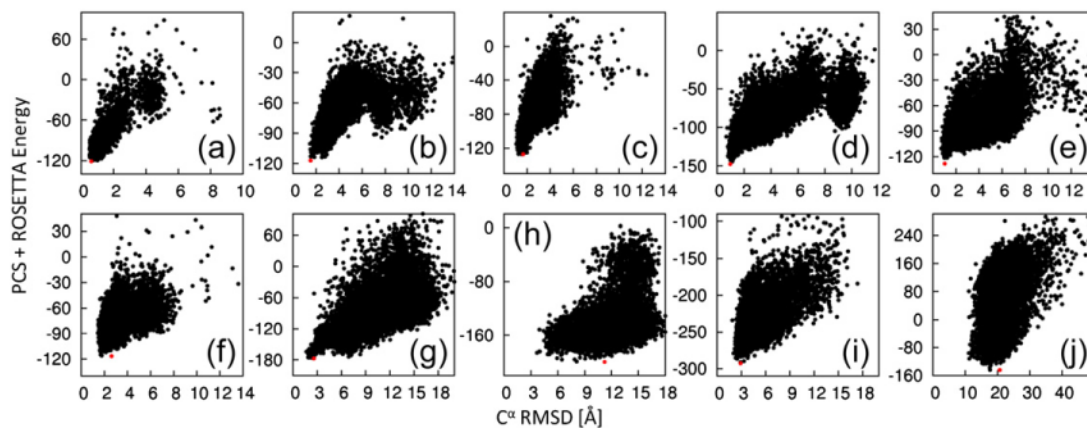 60
0
-60
-120
0 2 4 6 8 10
(a)
30
0
-30
-60
-90
-120
0 2 4 6 8 10 12 14
(b)
0
-40
-80
-120
0 2 4 6 8 10 12 14
(c)
0
-50
-100
-150
0 2 4 6 8 10 12
(d)
30
0
-30
-60
-90
-120
0 2 4 6 8 10 12
(e)
PCS + ROSETTA Energy
30
0
-30
-60
-90
-120
0 2 4 6 8 10 12 14
(f)
60
0
-60
-120
-180
0 3 6 9 12 15 18
(g)
(h)
0
-80
-160
0 3 6 9 12 15 18
-100
-150
-200
-250
-300
0 3 6 9 12 15 18
(i)
240
160
80
0
-80
-160
0 10 20 30 40
(j)
Cα RMSD [Å]